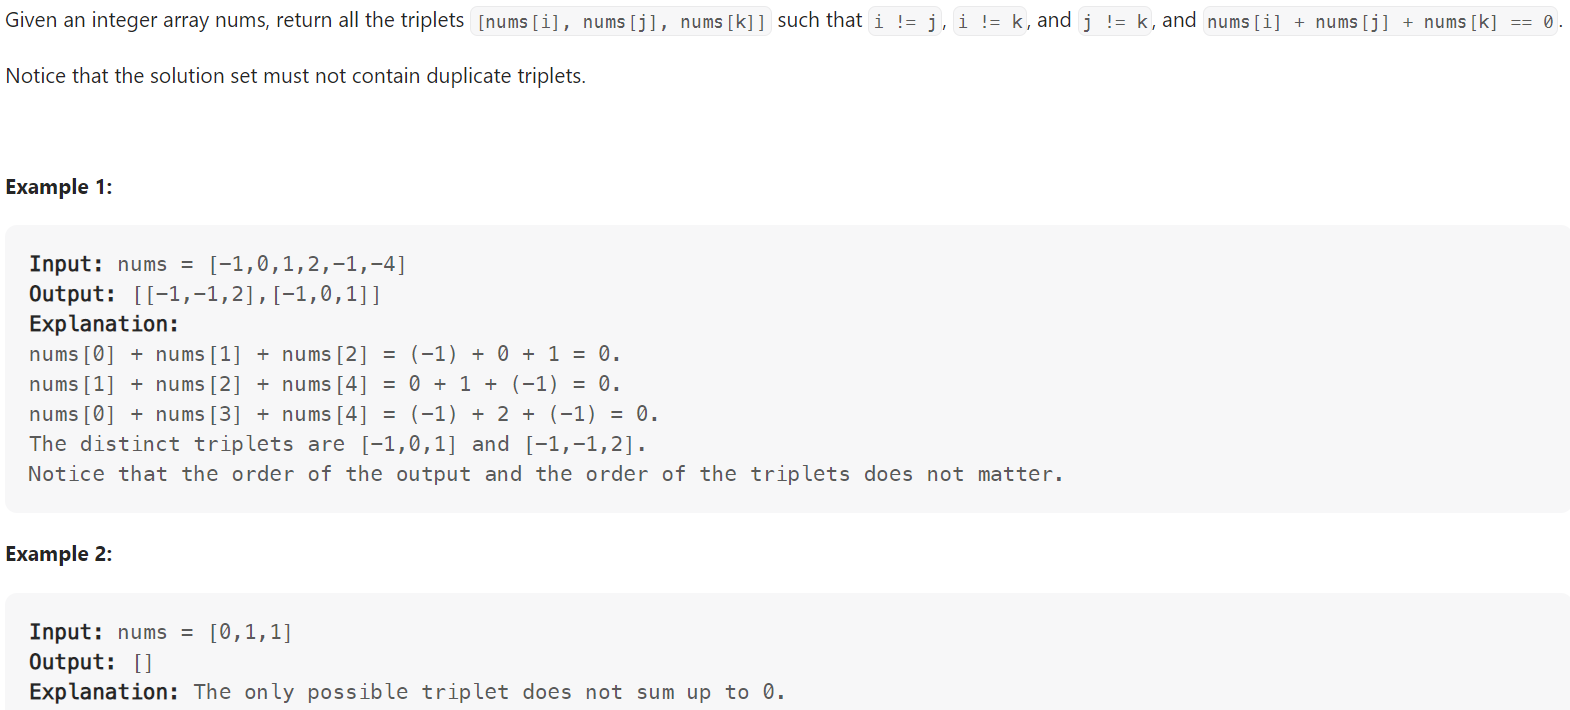 Given an integer array nums, return all the triplets [nums[i], nums[j], nums[k]] such that i != j, i != k, and j != k, and nums[i] + nums[j] + nums[k] == 0.
Notice that the solution set must not contain duplicate triplets.
Example 1:
Input: nums = [-1,0,1,2,-1,-4]
Output: [[-1,-1,2],[-1,0,1]]
Explanation:
nums[0] + nums[1] + nums[2] = (-1) + 0 + 1 = 0.
nums[1] + nums[2] + nums[4] = 0 + 1 + (-1) = 0.
nums[0] + nums[3] + nums[4] = (-1) + 2 + (-1) = 0.
The distinct triplets are [-1,0,1] and [-1,-1,2].
Notice that the order of the output and the order of the triplets does not matter.
Example 2:
Input: nums = [0,1,1]
Output: []
Explanation: The only possible triplet does not sum up to 0.